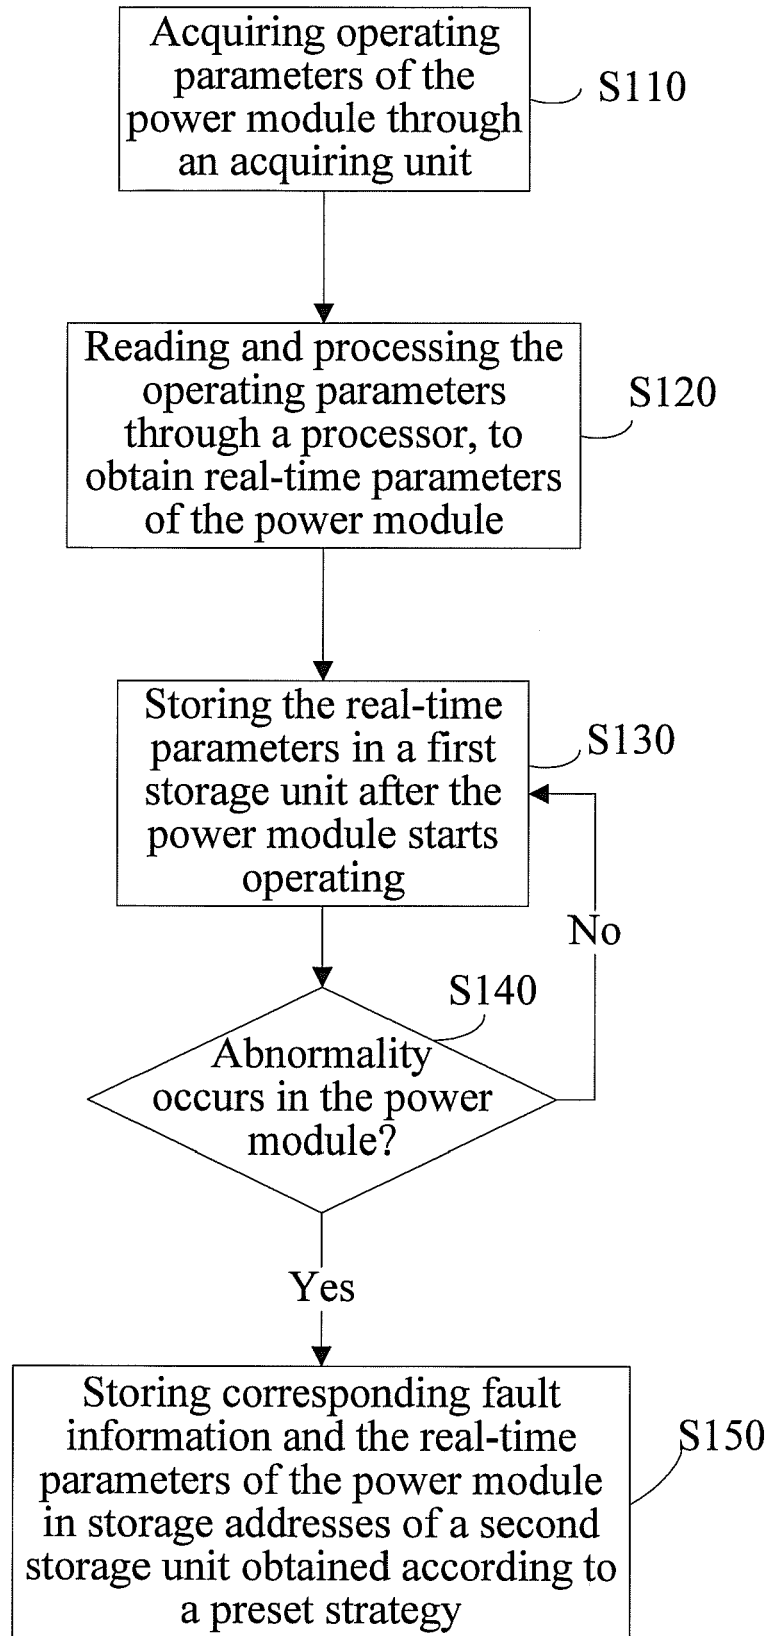 Acquiring operating
parameters of the
power module through
an acquiring unit
S110
Reading and processing the
operating parameters
through a processor, to
obtain real-time parameters
of the power module
S120
Storing the real-time
parameters in a first
storage unit after the
power module starts
operating
S130
No
S140
Abnormality
occurs in the power
module?
Yes
Storing corresponding fault
information and the real-time
parameters of the power module
in storage addresses of a second
storage unit obtained according to
a preset strategy
S150